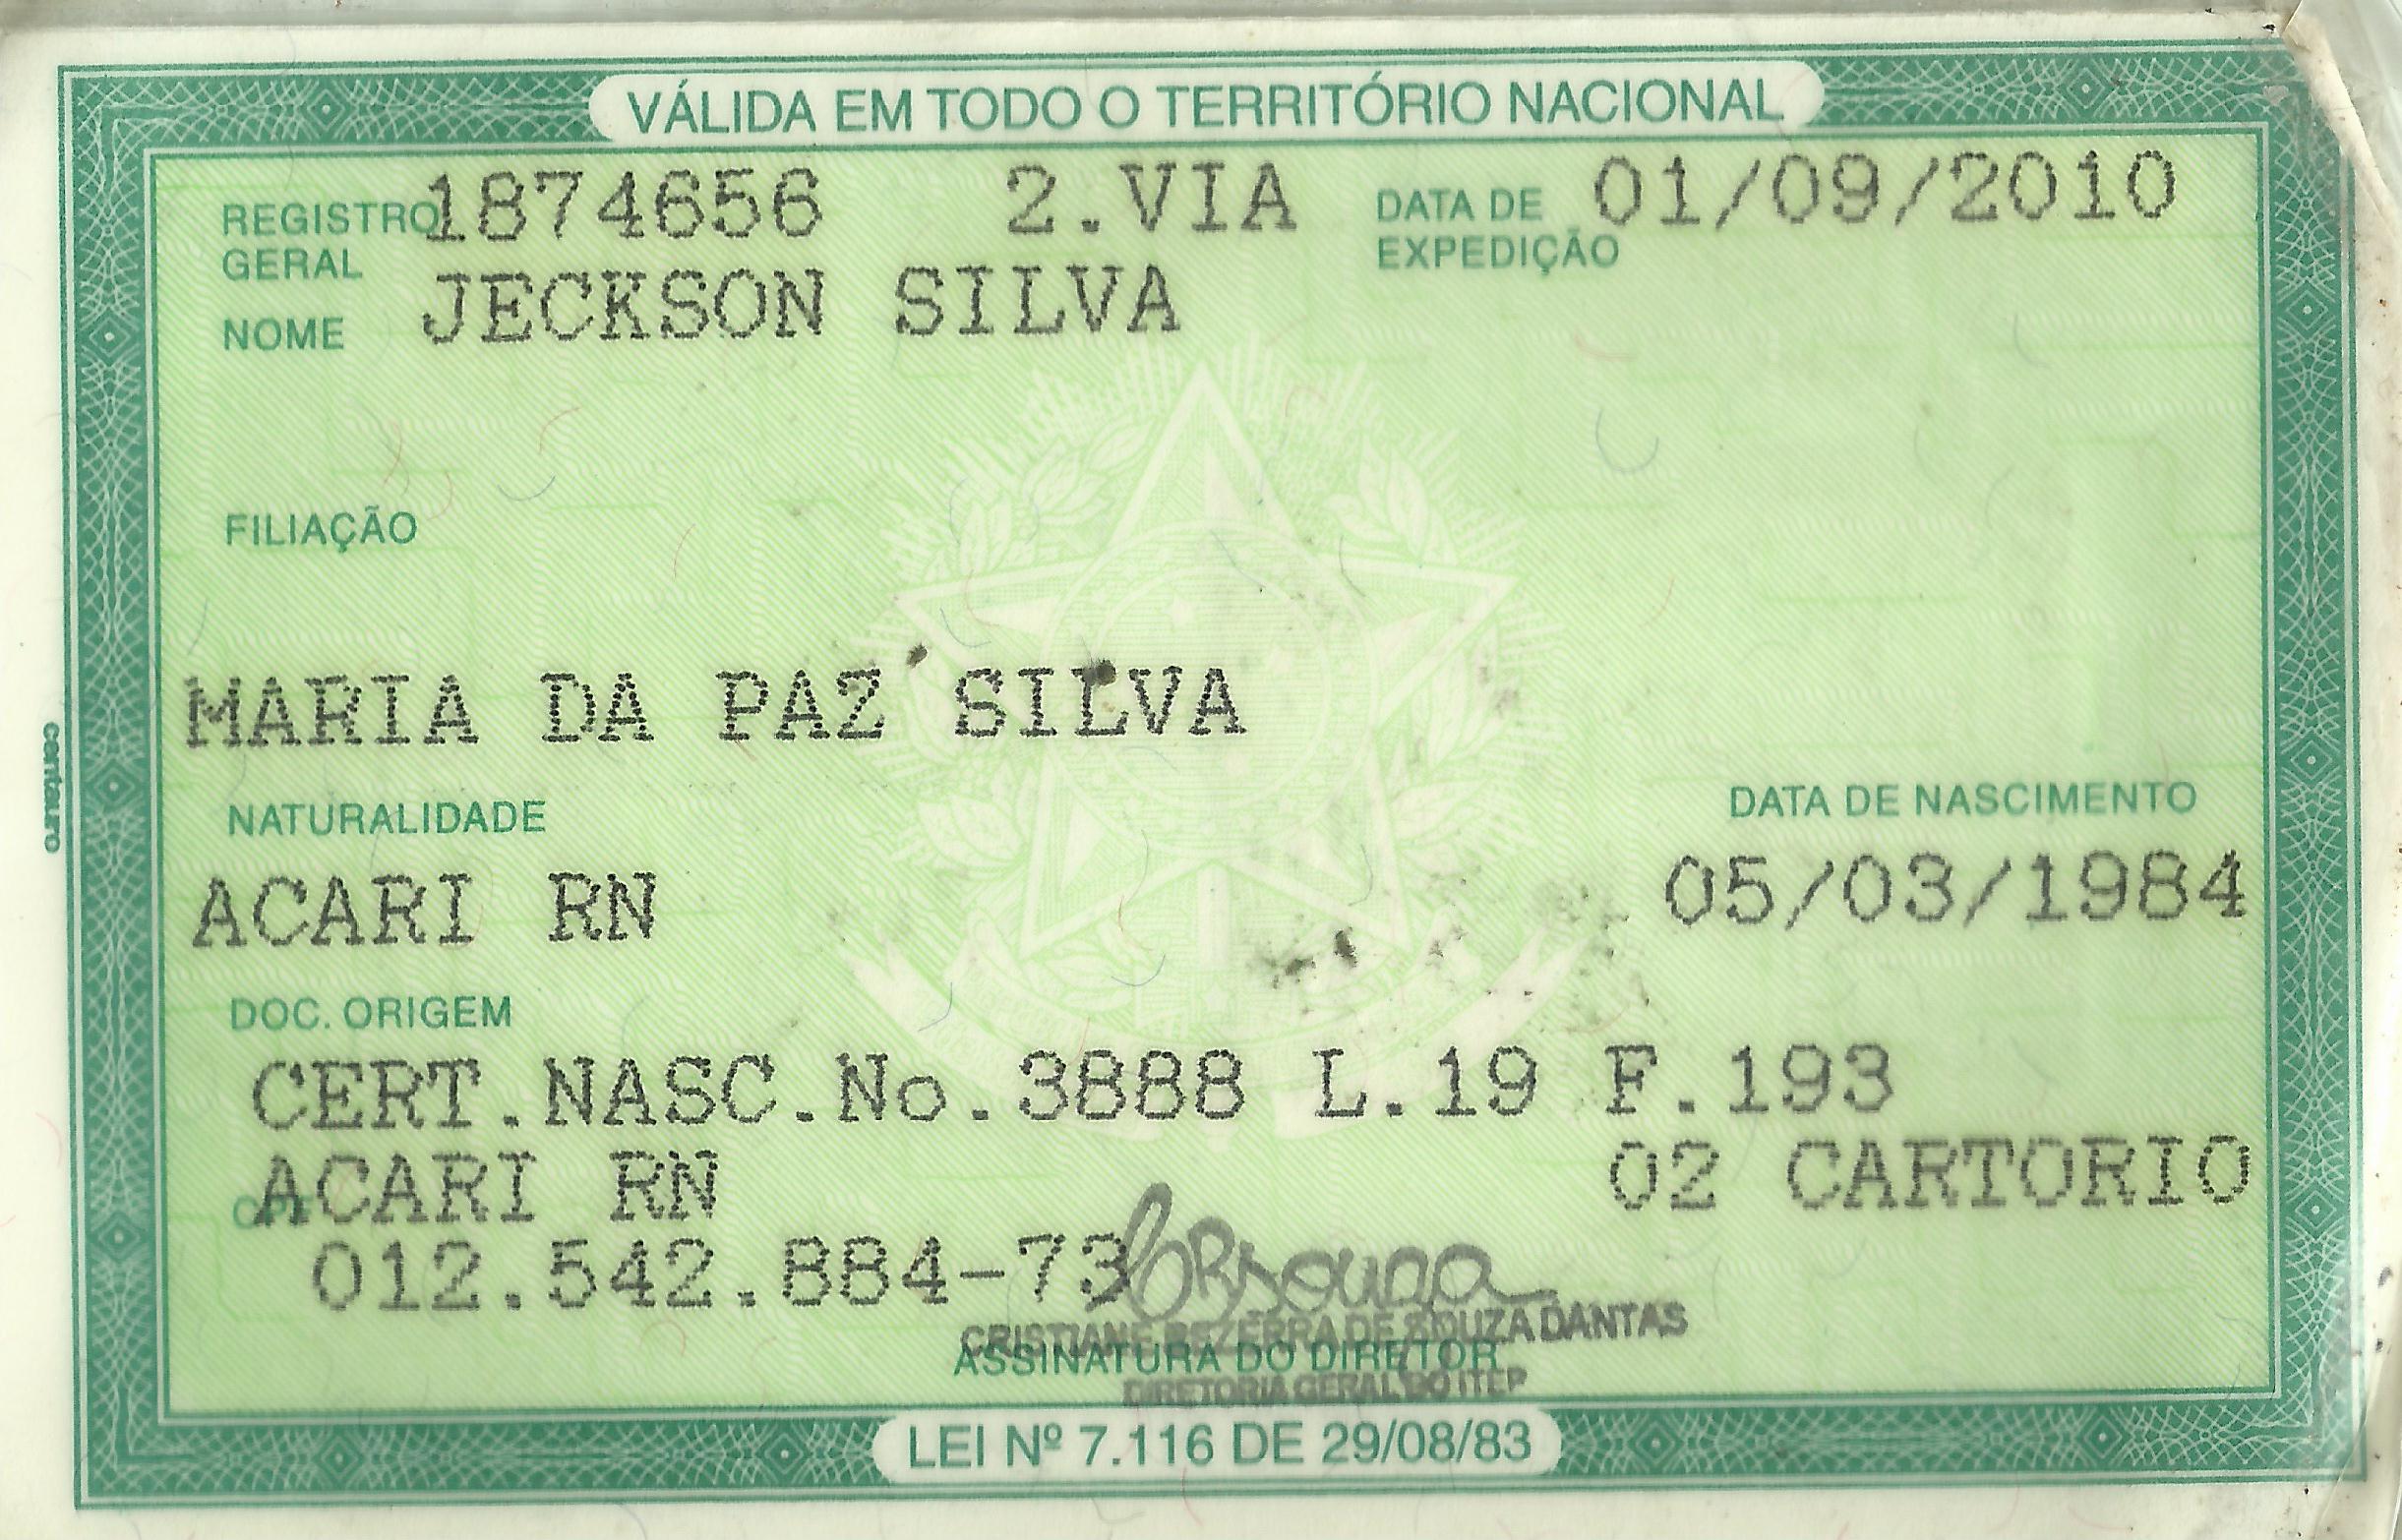 VÁLIDA EM TODO O TERRITÓRIO NACIONAL
REGISTRO GERAL 1874656 2.VIA DATA DE EXPEDIÇÃO 01/09/2010
NOME JECKSON SILVA
FILIAÇÃO
MARIA DA PAZ SILVA
NATURALIDADE DATA DE NASCIMENTO
ACARI RN 05/03/1984
DOC. ORIGEM
CERT.NASC.No.3888 L.19 F.193
ACARI RN 02 CARTORIO
CPF
012.542.884-73
CRISTIANE BEZERRA DE SOUZA DANTAS
ASSINATURA DO DIRETOR
DIRETORIA GERAL DO ITEP
LEI Nº 7.116 DE 29/08/83
centauro